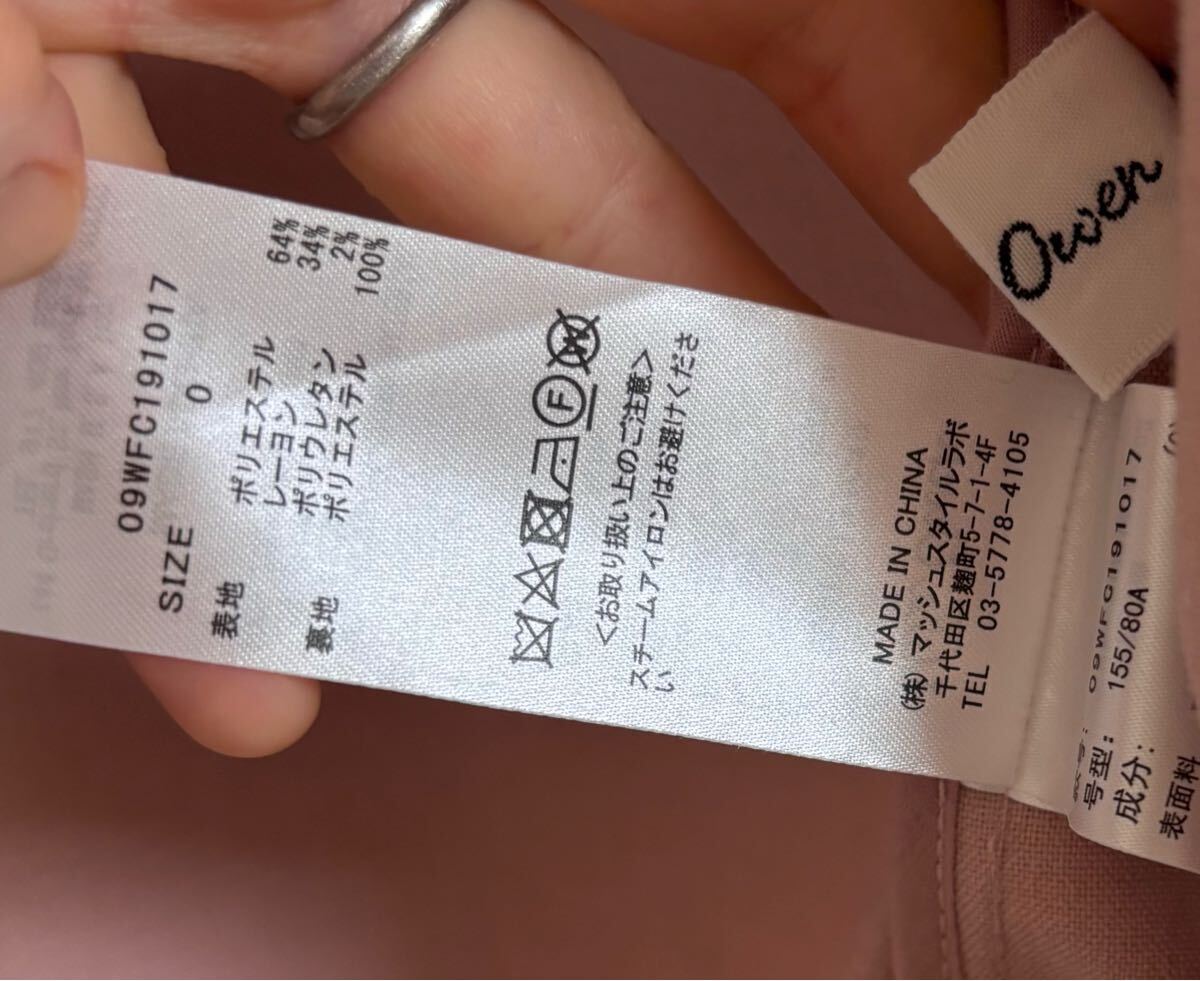 09WFC191017
SIZE 0
表地 ポリエステル 64%
レーヨン 34%
ポリウレタン 2%
裏地 ポリエステル 100%
F
W
<お取り扱い上のご注意>
スチームアイロンはお避けくださ
い
MADE IN CHINA
(株)マッシュスタイルラボ
千代田区麹町5-7-1-4F
TEL 03-5778-4105
Owen
09WFC191017
号型: 155/80A
成分:
表面料